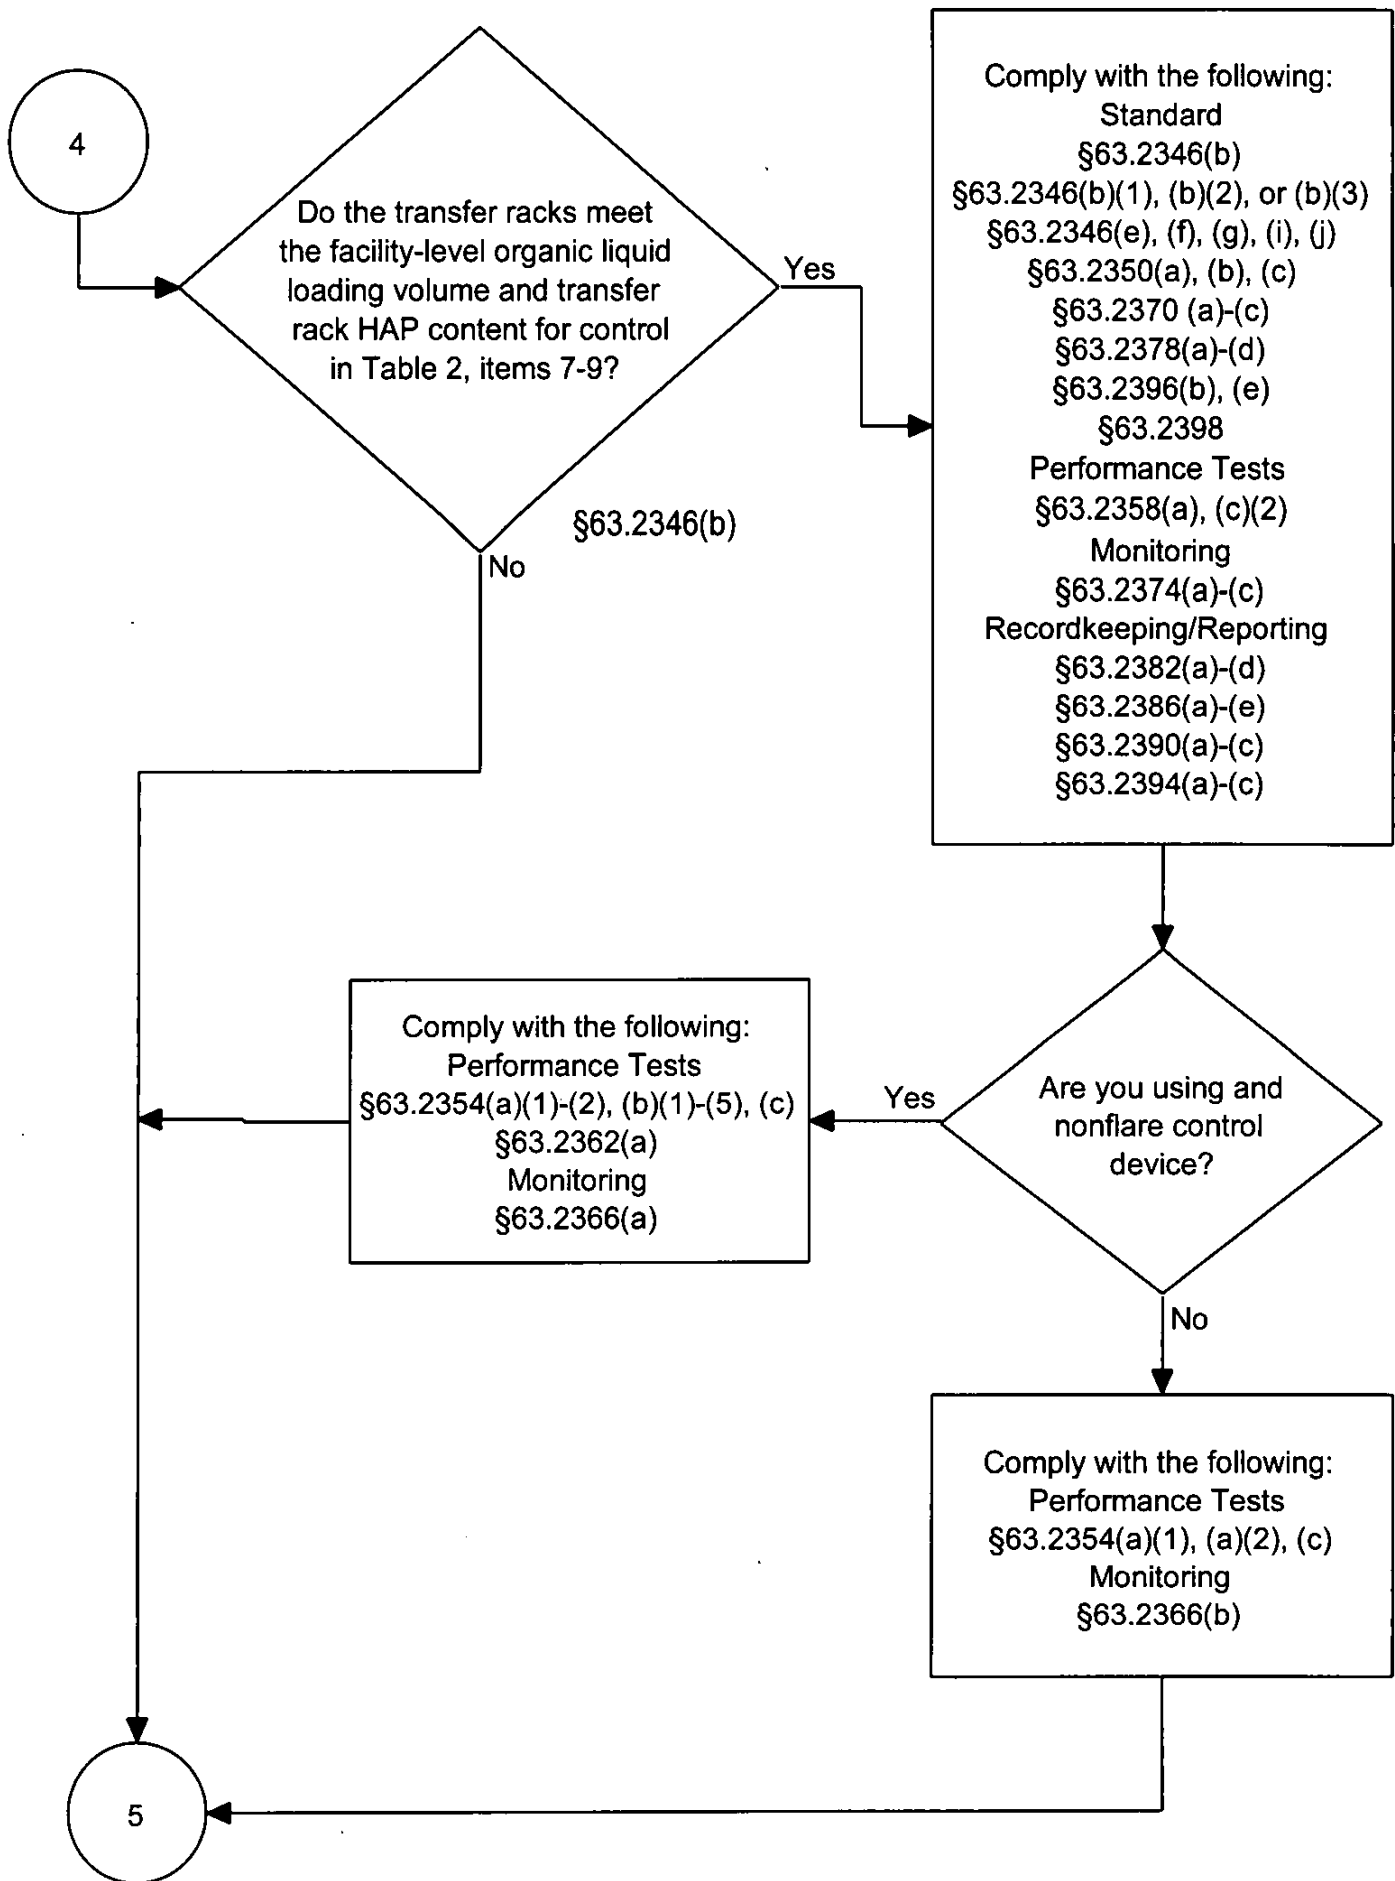 4
Do the transfer racks meet
the facility-level organic liquid
loading volume and transfer
rack HAP content for control
in Table 2, items 7-9?
Yes
§63.2346(b)
No
Comply with the following:
Standard
§63.2346(b)
§63.2346(b)(1), (b)(2), or (b)(3)
§63.2346(e), (f), (g), (i), (j)
§63.2350(a), (b), (c)
§63.2370 (a)-(c)
§63.2378(a)-(d)
§63.2396(b), (e)
§63.2398
Performance Tests
§63.2358(a), (c)(2)
Monitoring
§63.2374(a)-(c)
Recordkeeping/Reporting
§63.2382(a)-(d)
§63.2386(a)-(e)
§63.2390(a)-(c)
§63.2394(a)-(c)
Are you using and
nonflare control
device?
Yes
No
Comply with the following:
Performance Tests
§63.2354(a)(1)-(2), (b)(1)-(5), (c)
§63.2362(a)
Monitoring
§63.2366(a)
Comply with the following:
Performance Tests
§63.2354(a)(1), (a)(2), (c)
Monitoring
§63.2366(b)
5